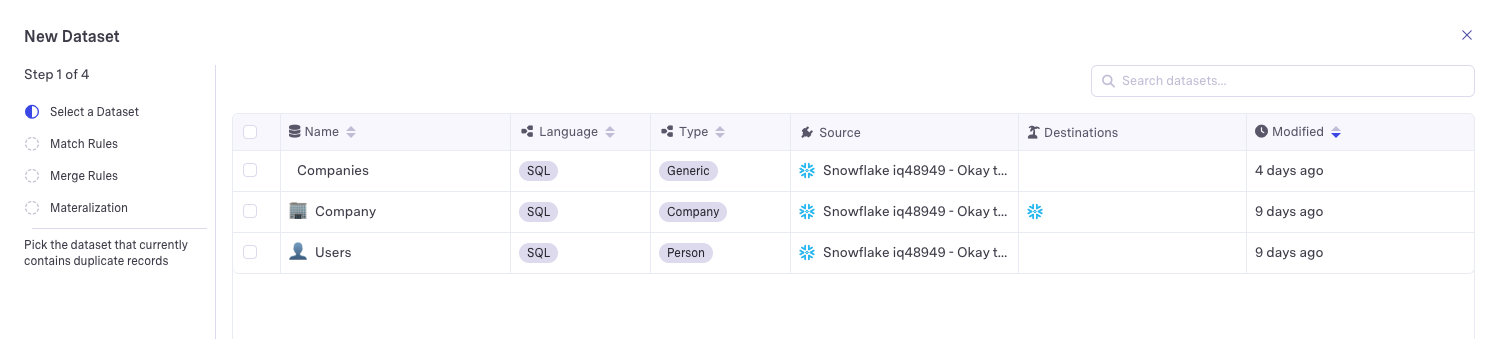 New Dataset
Step 1 of 4
Select a Dataset
Match Rules
Merge Rules
Materalization
Pick the dataset that currently
contains duplicate records
Search datasets...
Name Language Type Source Destinations Modified
Companies SQL Generic Snowflake iq48949 - Okay t... 4 days ago
Company SQL Company Snowflake iq48949 - Okay t... 9 days ago
Users SQL Person Snowflake iq48949 - Okay t... 9 days ago